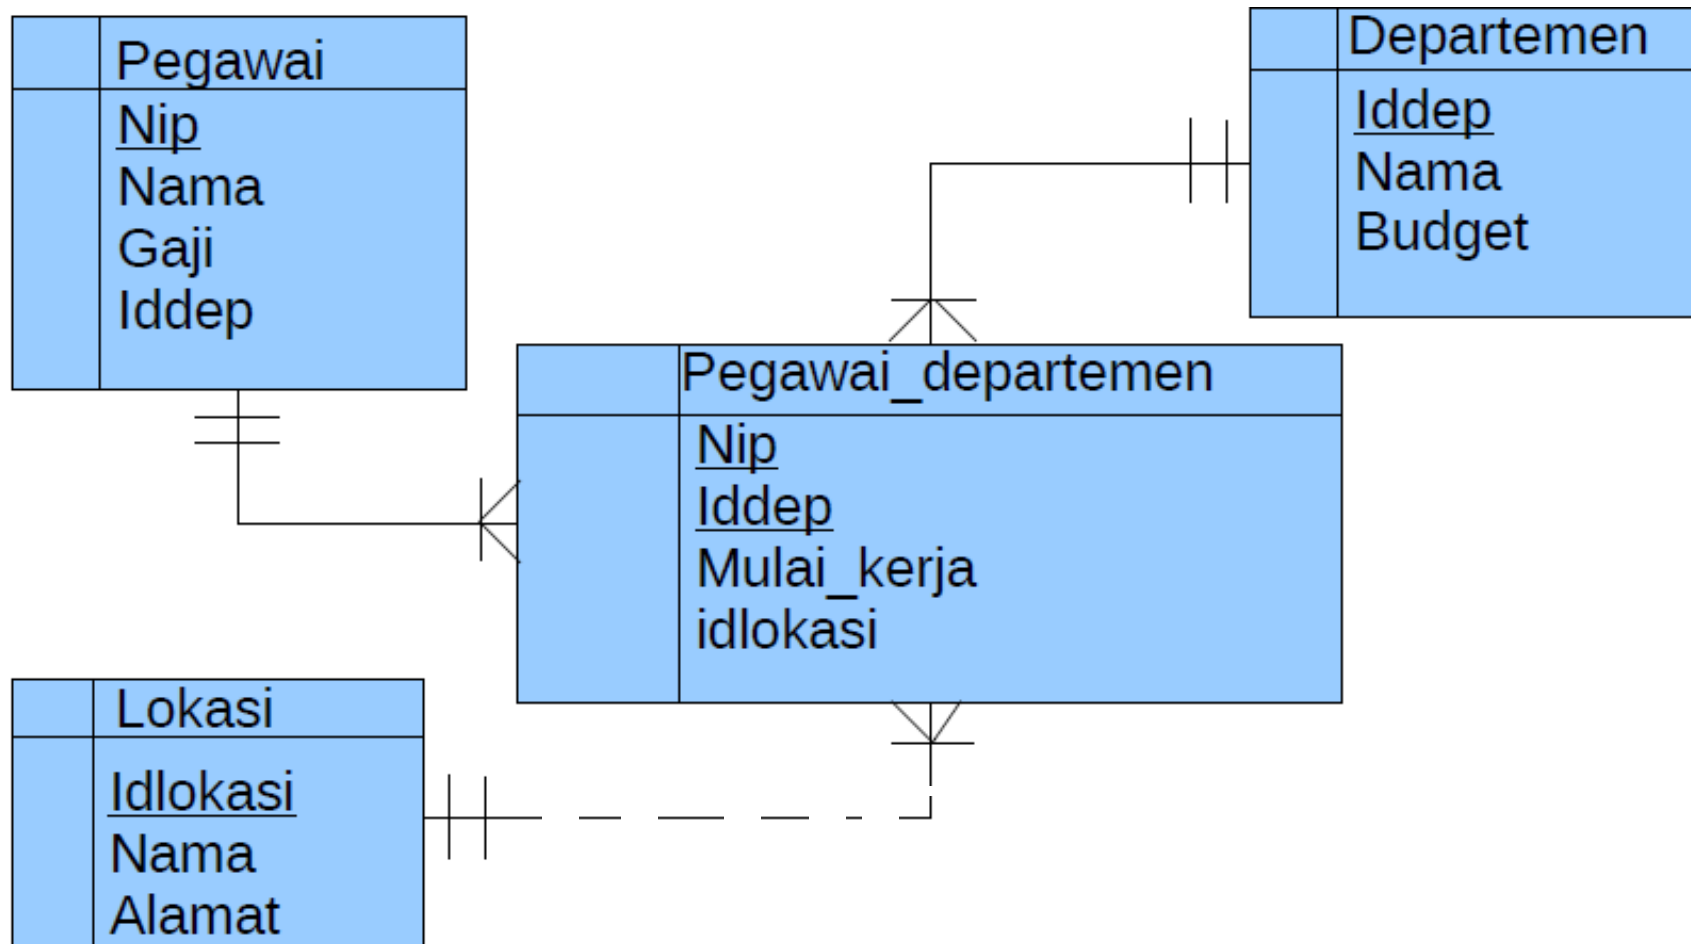 Pegawai
Nip
Nama
Gaji
Iddep
Departemen
Iddep
Nama
Budget
Pegawai_departemen
Nip
Iddep
Mulai_kerja
idlokasi
Lokasi
Idlokasi
Nama
Alamat